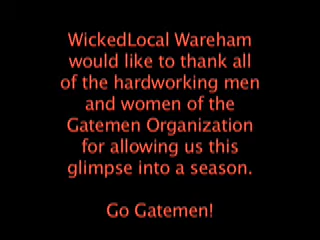 WickedLocal Wareham
would like to thank all
of the hardworking men
and women of the
Gatemen Organization
for allowing us this
glimpse into a season.
Go Gatemen!